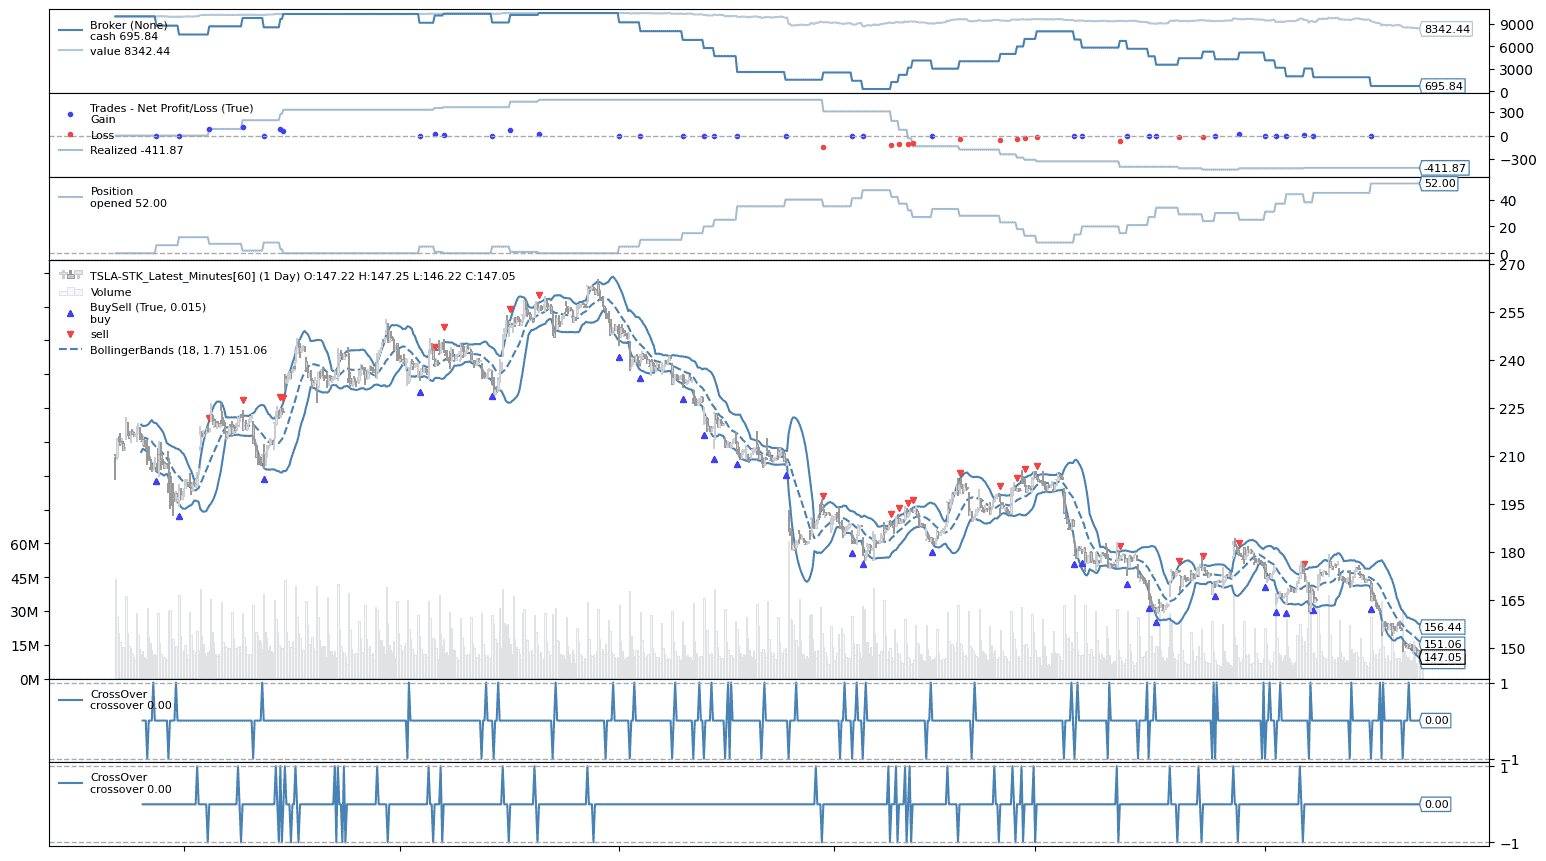 Broker (None)
cash 695.84
value 8342.44
8342.44
695.84
9000
6000
3000
0
Trades - Net Profit/Loss (True)
Gain
Loss
Realized -411.87
-411.87
300
0
−300
Position
opened 52.00
52.00
40
20
0
TSLA-STK_Latest_Minutes[60] (1 Day) O:147.22 H:147.25 L:146.22 C:147.05
Volume
BuySell (True, 0.015)
buy
sell
BollingerBands (18, 1.7) 151.06
270
255
240
225
210
195
180
165
150
60M
45M
30M
15M
0M
156.44
151.06
147.05
CrossOver
crossover 0.00
0.00
1
−1
CrossOver
crossover 0.00
0.00
1
−1